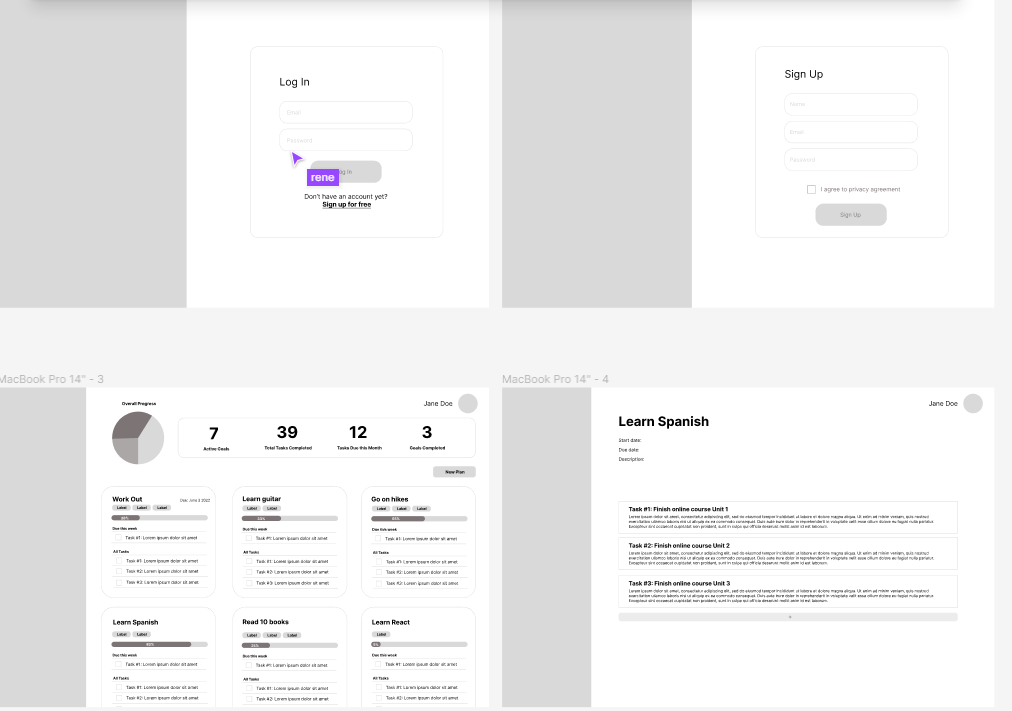 Log In
Email
Password
rene
Don't have an account yet?
Sign up for free
Sign Up
Name
Email
Password
I agree to privacy agreement
Sign Up
MacBook Pro 14" - 3
Overall Progress
Jane Doe
7
Active Goals
39
Total Tasks Completed
12
Tasks Due this Month
3
Goals Completed
New Plan
Work Out
Due: June 3, 2022
Label Label Label
Due this week
Task #1: Lorem ipsum dolor sit amet
All Tasks
Task #1: Lorem ipsum dolor sit amet
Task #2: Lorem ipsum dolor sit amet
Task #3: Lorem ipsum dolor sit amet
Learn guitar
Label Label
Due this week
Task #1: Lorem ipsum dolor sit amet
All Tasks
Task #1: Lorem ipsum dolor sit amet
Task #2: Lorem ipsum dolor sit amet
Task #3: Lorem ipsum dolor sit amet
Go on hikes
Label Label Label
Due this week
Task #1: Lorem ipsum dolor sit amet
All Tasks
Task #1: Lorem ipsum dolor sit amet
Task #2: Lorem ipsum dolor sit amet
Task #3: Lorem ipsum dolor sit amet
Learn Spanish
Label Label
Due this week
Task #1: Lorem ipsum dolor sit amet
All Tasks
Task #1: Lorem ipsum dolor sit amet
Task #2: Lorem ipsum dolor sit amet
Read 10 books
Label Label Label
Due this week
Task #1: Lorem ipsum dolor sit amet
All Tasks
Task #1: Lorem ipsum dolor sit amet
Task #2: Lorem ipsum dolor sit amet
Learn React
Label
Due this week
Task #1: Lorem ipsum dolor sit amet
All Tasks
Task #1: Lorem ipsum dolor sit amet
Task #2: Lorem ipsum dolor sit amet
MacBook Pro 14" - 4
Jane Doe
Learn Spanish
Start date:
Due date:
Description:
Task #1: Finish online course Unit 1
Lorem ipsum dolor sit amet, consectetur adipiscing elit, sed do eiusmod tempor incididunt ut labore et dolore magna aliqua. Ut enim ad minim veniam, quis nostrud
exercitation ullamco laboris nisi ut aliquip ex ea commodo consequat. Duis aute irure dolor in reprehenderit in voluptate velit esse cillum dolore eu fugiat nulla pariatur.
Excepteur sint occaecat cupidatat non proident, sunt in culpa qui officia deserunt mollit anim id est laborum.
Task #2: Finish online course Unit 2
Lorem ipsum dolor sit amet, consectetur adipiscing elit, sed do eiusmod tempor incididunt ut labore et dolore magna aliqua. Ut enim ad minim veniam, quis nostrud
exercitation ullamco laboris nisi ut aliquip ex ea commodo consequat. Duis aute irure dolor in reprehenderit in voluptate velit esse cillum dolore eu fugiat nulla pariatur.
Excepteur sint occaecat cupidatat non proident, sunt in culpa qui officia deserunt mollit anim id est laborum.
Task #3: Finish online course Unit 3
Lorem ipsum dolor sit amet, consectetur adipiscing elit, sed do eiusmod tempor incididunt ut labore et dolore magna aliqua. Ut enim ad minim veniam, quis nostrud
exercitation ullamco laboris nisi ut aliquip ex ea commodo consequat. Duis aute irure dolor in reprehenderit in voluptate velit esse cillum dolore eu fugiat nulla pariatur.
Excepteur sint occaecat cupidatat non proident, sunt in culpa qui officia deserunt mollit anim id est laborum.
+